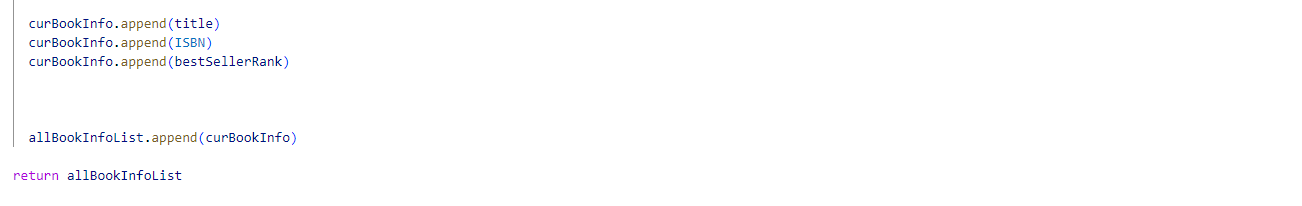 curBookInfo.append(title)
curBookInfo.append(ISBN)
curBookInfo.append(bestSellerRank)
allBookInfoList.append(curBookInfo)
return allBookInfoList